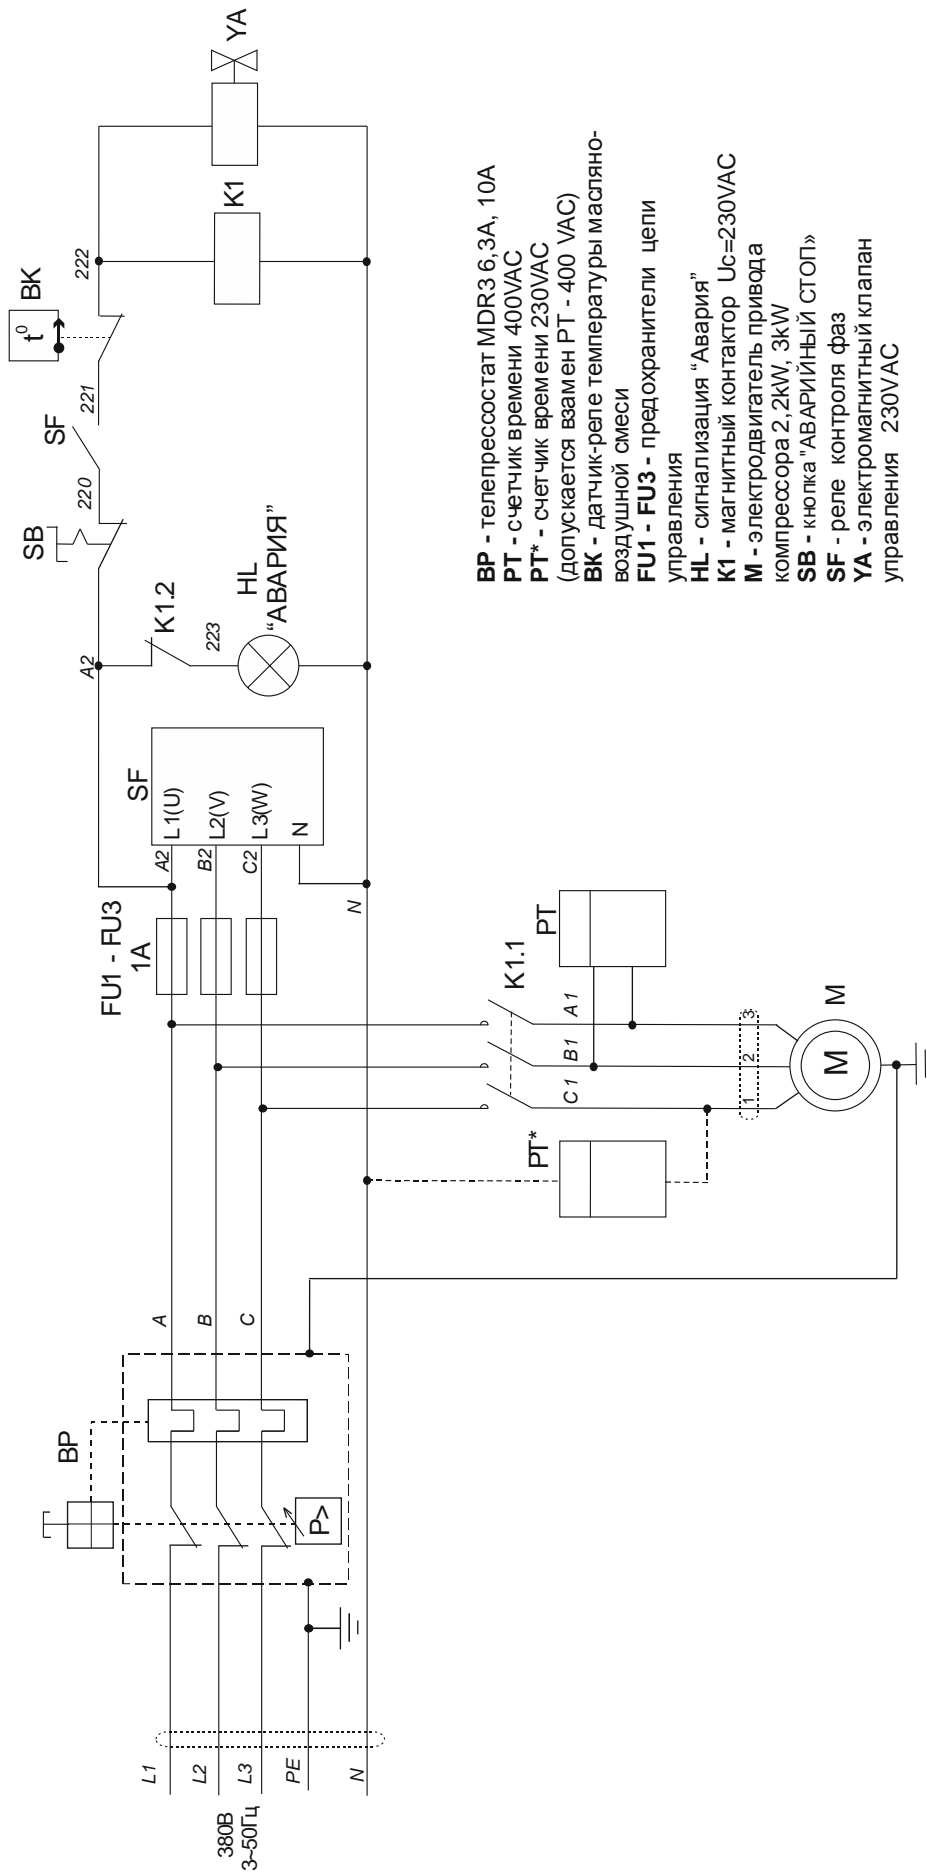 BP
A
B
C
L1
L2
L3
PE
N
380В
3~50Гц
P>
FU1 - FU3
1A
A2
B2
C2
SF
L1(U)
L2(V)
L3(W)
N
N
A2
K1.2
223
HL
“АВАРИЯ”
SB
220
SF
221
BK
t⁰
222
K1
YA
K1.1
A1
B1
C1
PT
PT*
1
2
3
M
M
BP - телепрессостат MDR3 6,3А, 10А
PT - счетчик времени 400VAC
PT* - счетчик времени 230VAC
(допускается взамен PT - 400 VAC)
BK - датчик-реле температуры масляно-
воздушной смеси
FU1 - FU3 - предохранители цепи
управления
HL - сигнализация “Авария”
K1 - магнитный контактор Uc=230VAC
M - электродвигатель привода
компрессора 2,2kW, 3kW
SB - кнопка "АВАРИЙНЫЙ СТОП»
SF - реле контроля фаз
YA - электромагнитный клапан
управления 230VAC